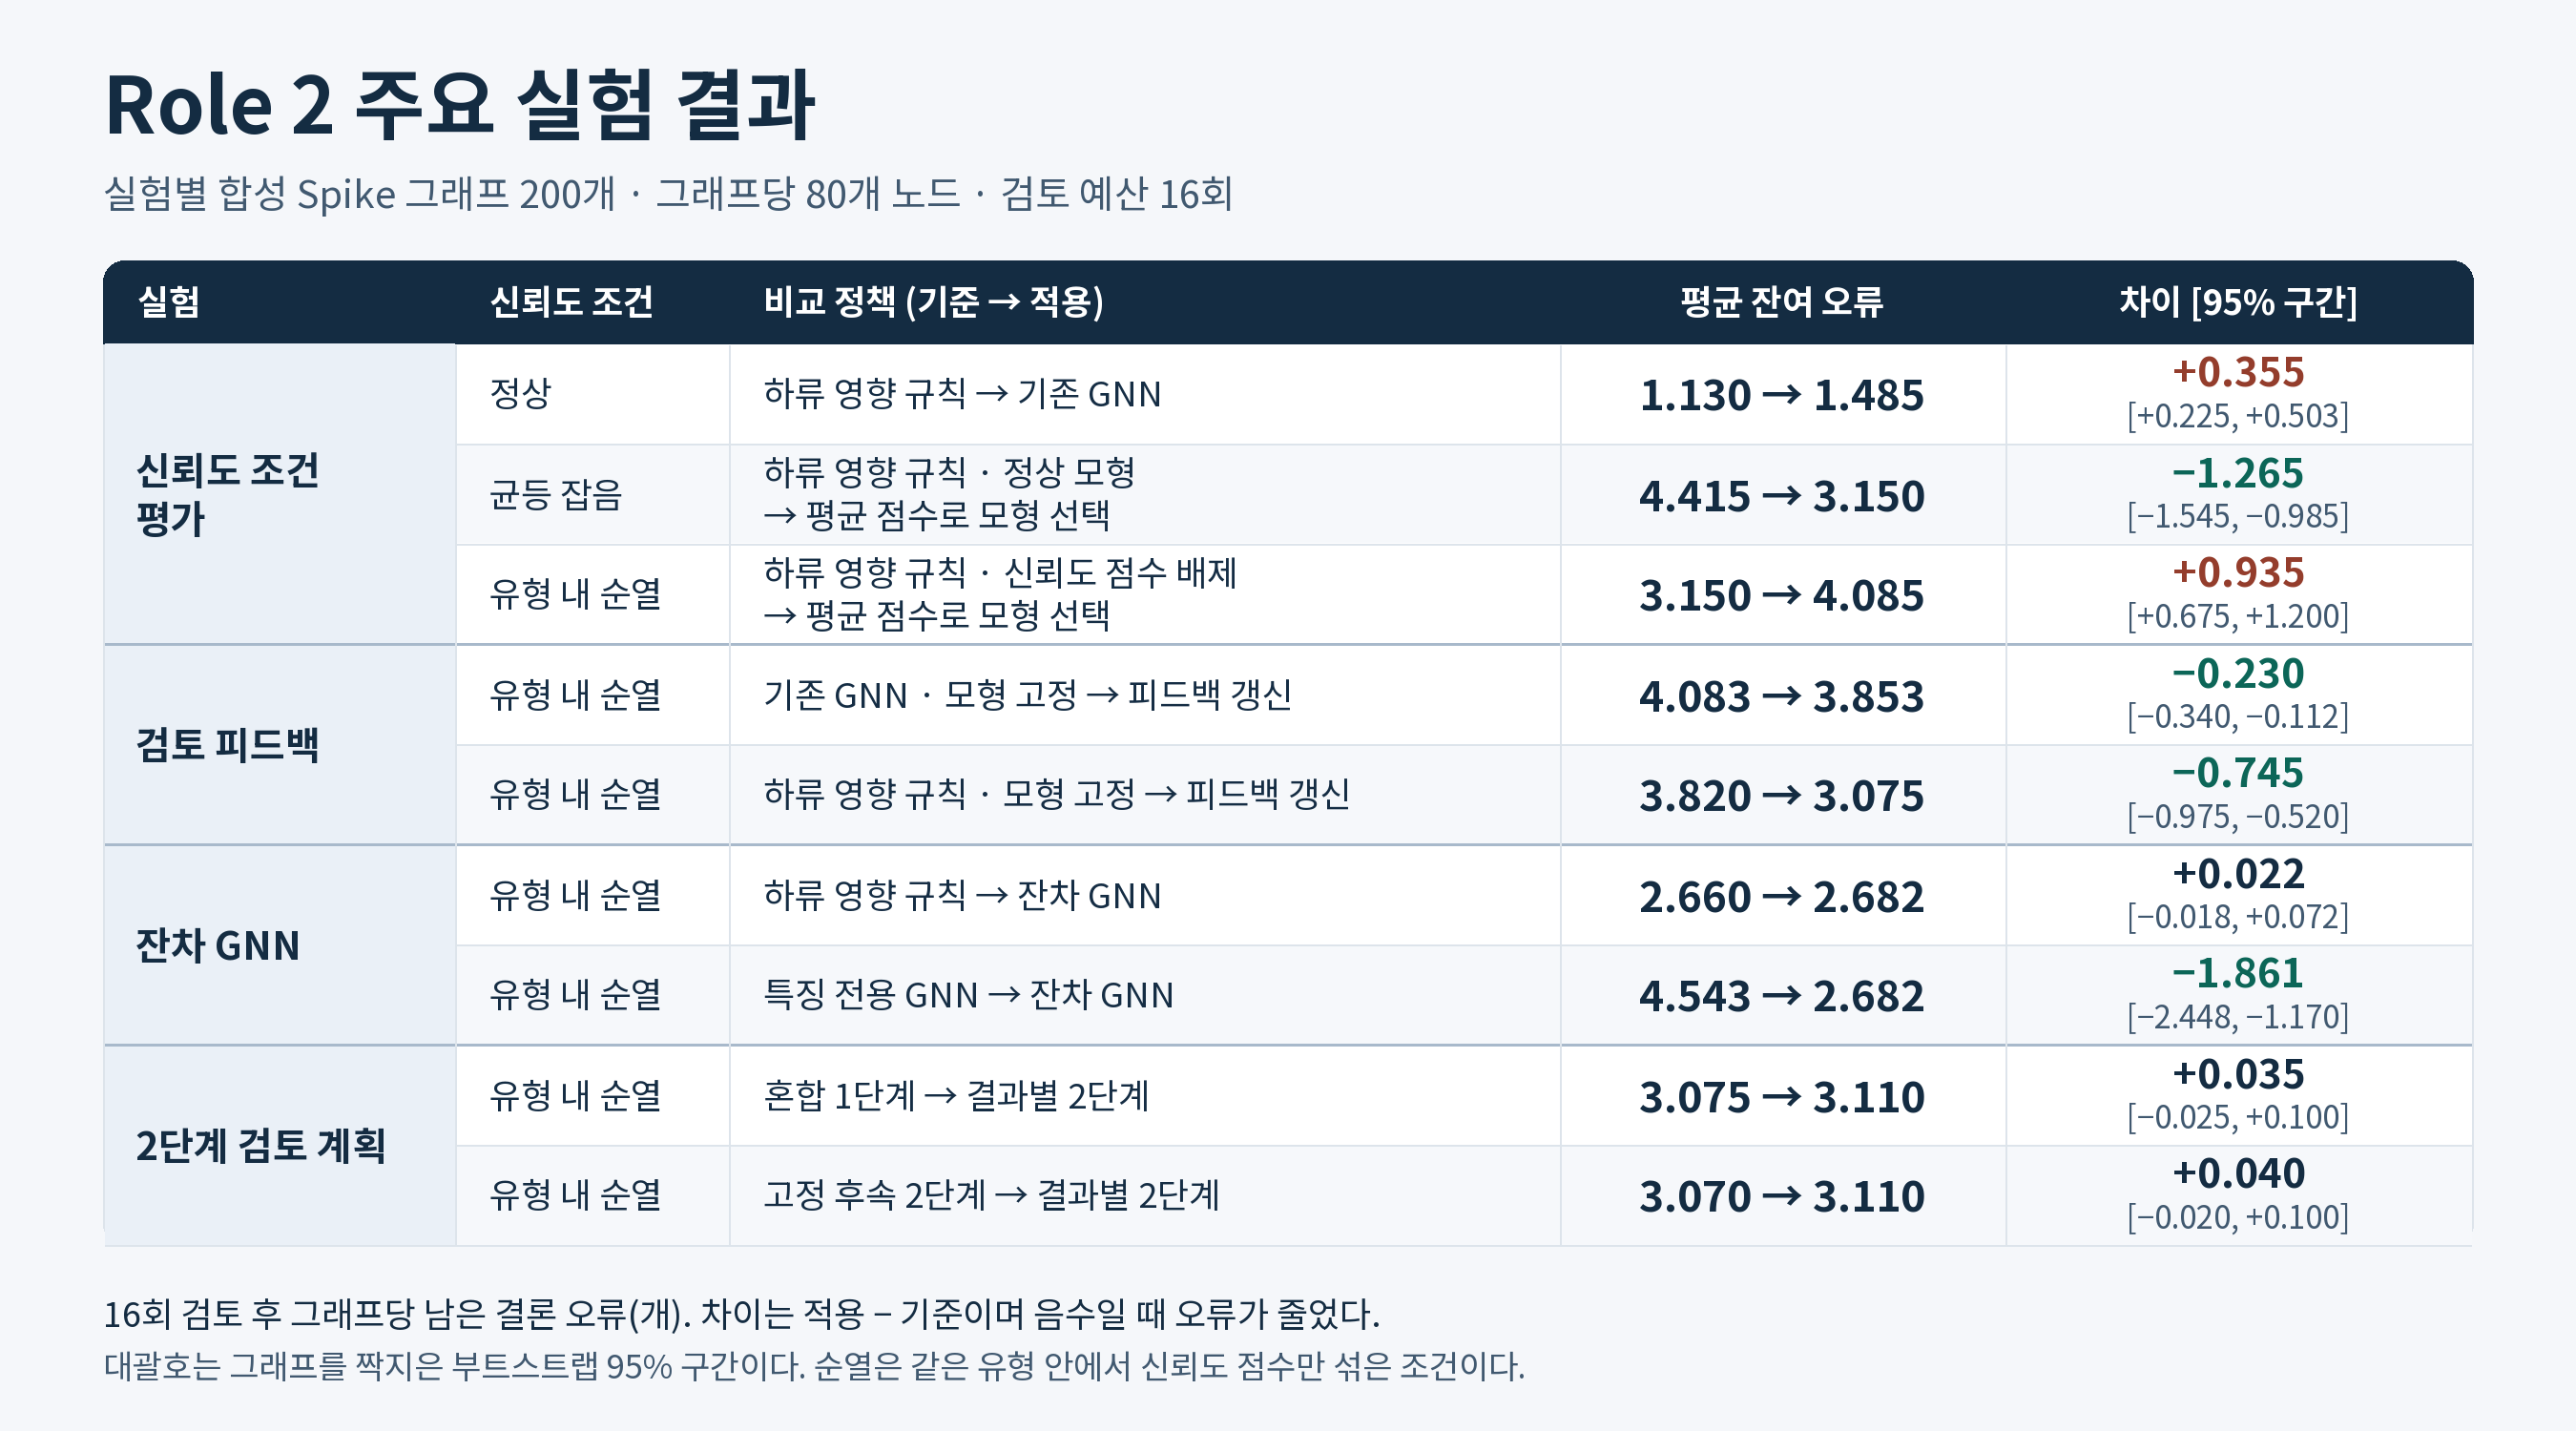 Role 2 주요 실험 결과
실험별 합성 Spike 그래프 200개 · 그래프당 80개 노드 · 검토 예산 16회
실험
신뢰도 조건
비교 정책 (기준 → 적용)
평균 잔여 오류
차이 [95% 구간]
신뢰도 조건
평가
정상
하류 영향 규칙 → 기존 GNN
1.130 → 1.485
+0.355
[+0.225, +0.503]
균등 잡음
하류 영향 규칙 · 정상 모형
→ 평균 점수로 모형 선택
4.415 → 3.150
−1.265
[−1.545, −0.985]
유형 내 순열
하류 영향 규칙 · 신뢰도 점수 배제
→ 평균 점수로 모형 선택
3.150 → 4.085
+0.935
[+0.675, +1.200]
검토 피드백
유형 내 순열
기존 GNN · 모형 고정 → 피드백 갱신
4.083 → 3.853
−0.230
[−0.340, −0.112]
유형 내 순열
하류 영향 규칙 · 모형 고정 → 피드백 갱신
3.820 → 3.075
−0.745
[−0.975, −0.520]
잔차 GNN
유형 내 순열
하류 영향 규칙 → 잔차 GNN
2.660 → 2.682
+0.022
[−0.018, +0.072]
유형 내 순열
특징 전용 GNN → 잔차 GNN
4.543 → 2.682
−1.861
[−2.448, −1.170]
2단계 검토 계획
유형 내 순열
혼합 1단계 → 결과별 2단계
3.075 → 3.110
+0.035
[−0.025, +0.100]
유형 내 순열
고정 후속 2단계 → 결과별 2단계
3.070 → 3.110
+0.040
[−0.020, +0.100]
16회 검토 후 그래프당 남은 결론 오류(개). 차이는 적용 − 기준이며 음수일 때 오류가 줄었다.
대괄호는 그래프를 짝지은 부트스트랩 95% 구간이다. 순열은 같은 유형 안에서 신뢰도 점수만 섞은 조건이다.